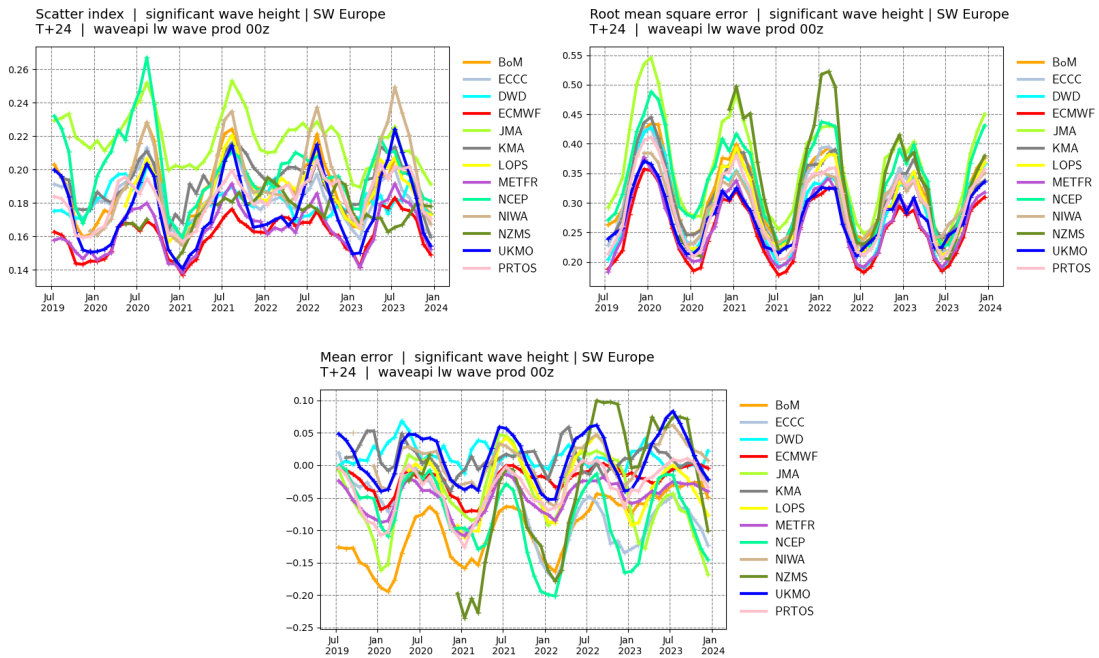 Scatter index | significant wave height | SW Europe
T+24 | waveapi lw wave prod 00z
0.26
0.24
0.22
0.20
0.18
0.16
0.14
Jul 2019
Jan 2020
Jul 2020
Jan 2021
Jul 2021
Jan 2022
Jul 2022
Jan 2023
Jul 2023
Jan 2024
BoM
ECCC
DWD
ECMWF
JMA
KMA
LOPS
METFR
NCEP
NIWA
NZMS
UKMO
PRTOS
Root mean square error | significant wave height | SW Europe
T+24 | waveapi lw wave prod 00z
0.55
0.50
0.45
0.40
0.35
0.30
0.25
0.20
Jul 2019
Jan 2020
Jul 2020
Jan 2021
Jul 2021
Jan 2022
Jul 2022
Jan 2023
Jul 2023
Jan 2024
BoM
ECCC
DWD
ECMWF
JMA
KMA
LOPS
METFR
NCEP
NIWA
NZMS
UKMO
PRTOS
Mean error | significant wave height | SW Europe
T+24 | waveapi lw wave prod 00z
0.10
0.05
0.00
−0.05
−0.10
−0.15
−0.20
−0.25
Jul 2019
Jan 2020
Jul 2020
Jan 2021
Jul 2021
Jan 2022
Jul 2022
Jan 2023
Jul 2023
Jan 2024
BoM
ECCC
DWD
ECMWF
JMA
KMA
LOPS
METFR
NCEP
NIWA
NZMS
UKMO
PRTOS